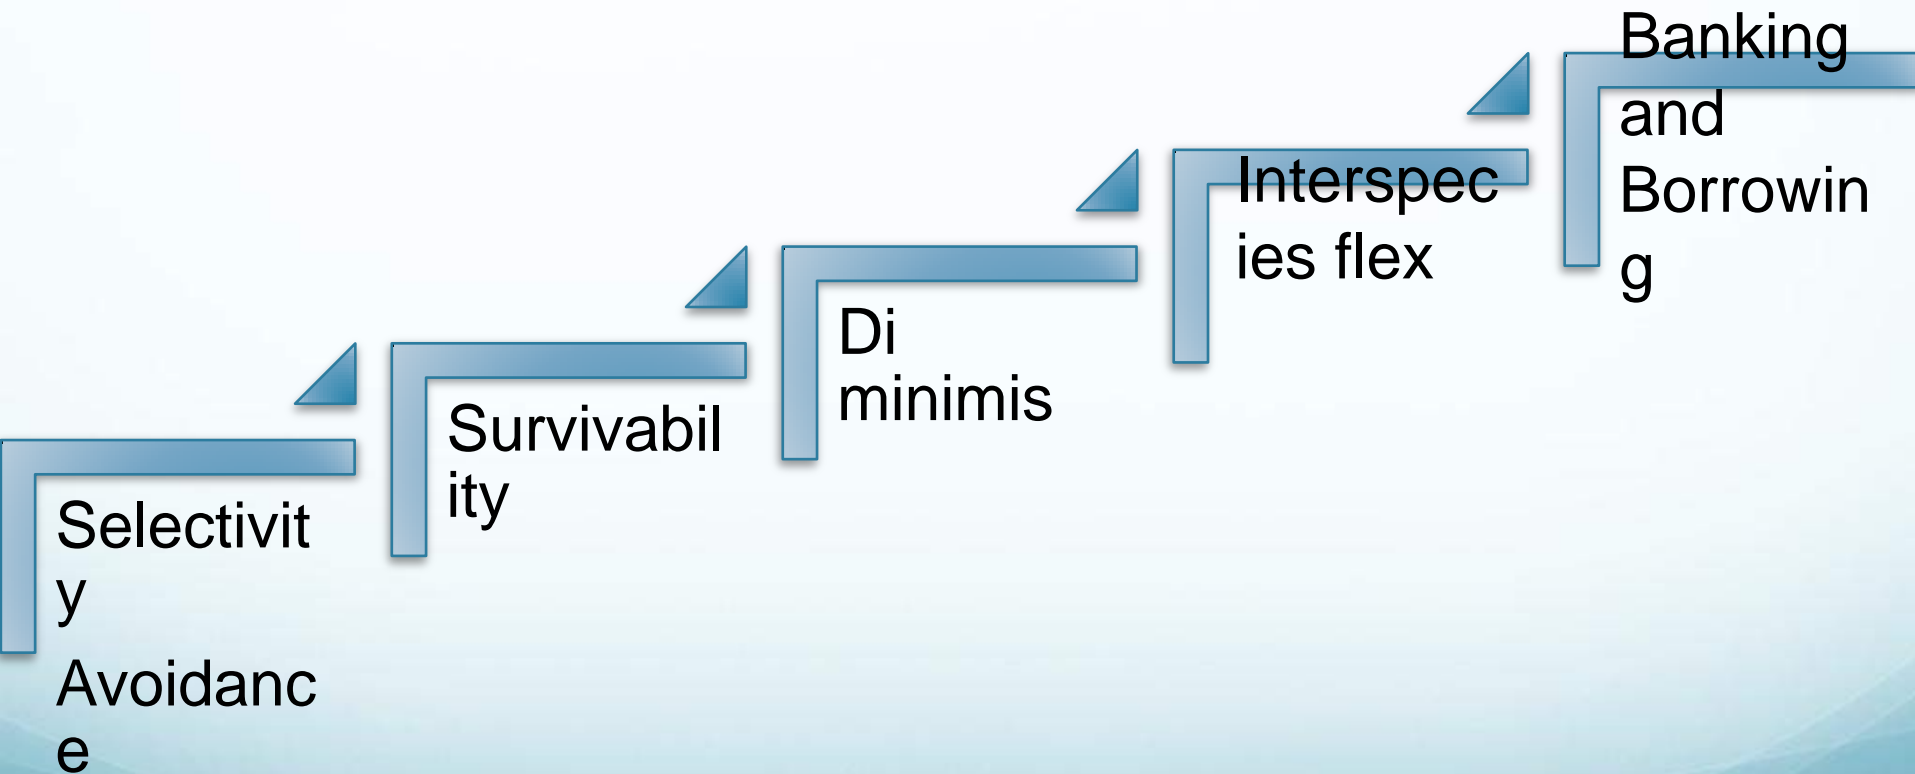 Selectivit
y
Avoidanc
e
Survivabil
ity
Di
minimis
Interspec
ies flex
Banking
and
Borrowin
g